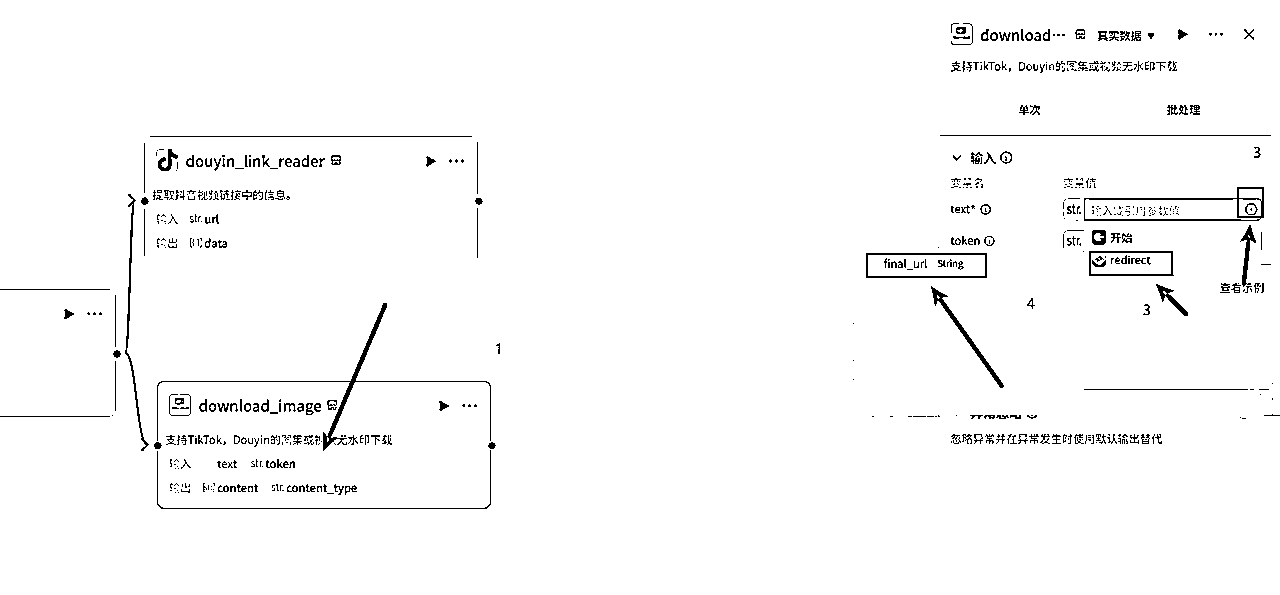 douyin_link_reader
提取抖音视频链接中的信息。
输入 str.url
输出 data
1
download_image
支持TikTok，Douyin的图集或视频无水印下载
输入 text str.token
输出 content str.content_type
download… 真实数据
支持TikTok，Douyin的图集或视频无水印下载
单次 批处理
输入
3
变量名 变量值
text* str. 输入或引用参数值
token str.
开始
redirect
final_url String
查看示例
4
3
忽略异常并在异常发生时使用默认输出替代